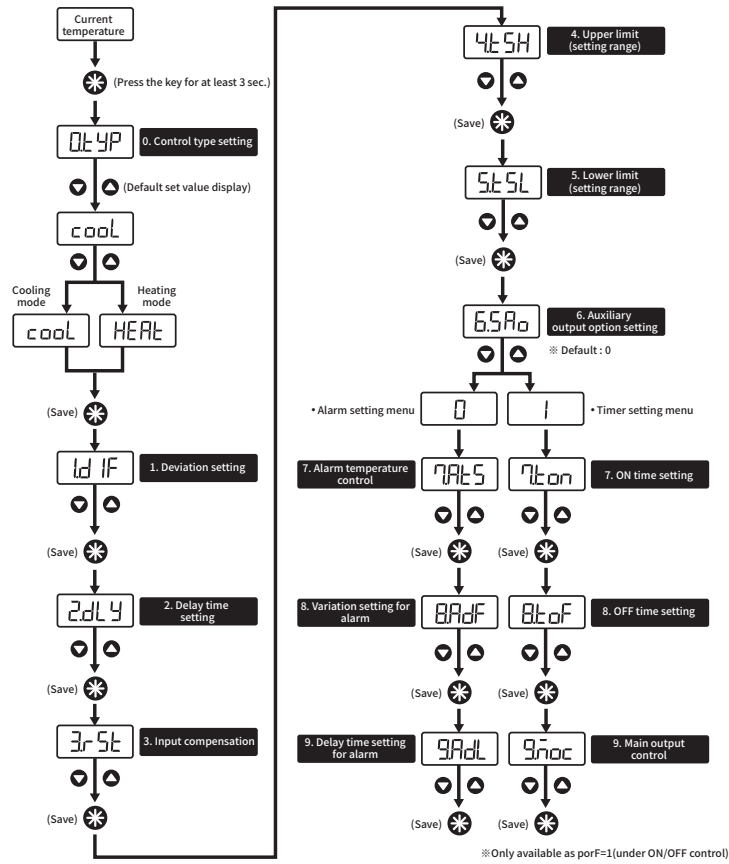 Current
temperature
(Press the key for at least 3 sec.)
0.tYP
0. Control type setting
(Default set value display)
cooL
Cooling
mode
Heating
mode
cooL
HEAt
(Save)
1.dIF
1. Deviation setting
(Save)
2.dLY
2. Delay time
setting
(Save)
3.rSt
3. Input compensation
(Save)
4.tSH
4. Upper limit
(setting range)
(Save)
5.tSL
5. Lower limit
(setting range)
(Save)
6.SAo
6. Auxiliary
output option setting
※ Default : 0
• Alarm setting menu
0
1
• Timer setting menu
7. Alarm temperature
control
7.AtS
7.ton
7. ON time setting
(Save)
(Save)
8. Variation setting for
alarm
8.AdF
8.toF
8. OFF time setting
(Save)
(Save)
9. Delay time setting
for alarm
9.AdL
9.moc
9. Main output
control
(Save)
(Save)
※Only available as porF=1(under ON/OFF control)